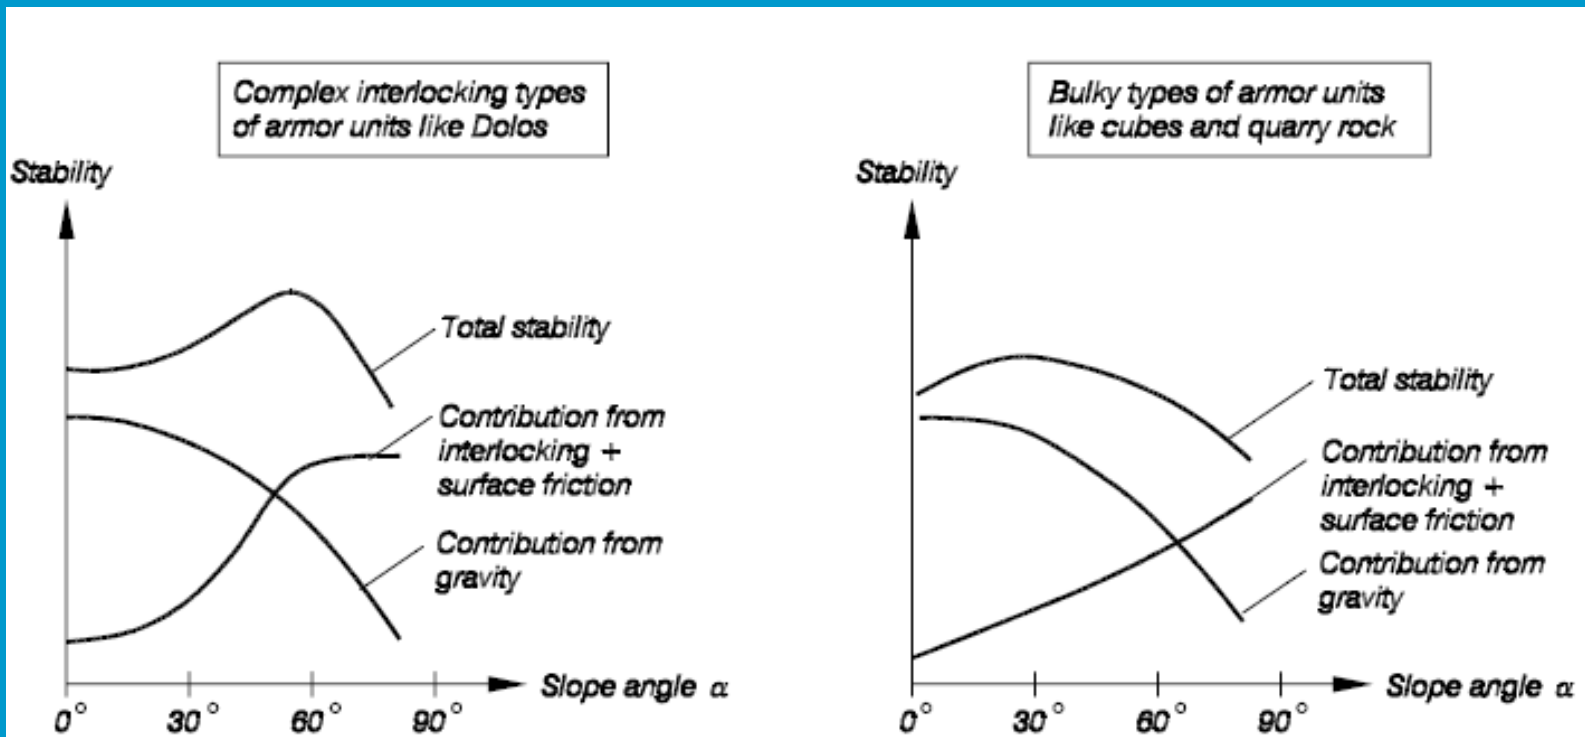 Complex interlocking types
of armor units like Dolos
Stability
Total stability
Contribution from
interlocking +
surface friction
Contribution from
gravity
Slope angle α
0°
30°
60°
90°
Bulky types of armor units
like cubes and quarry rock
Stability
Total stability
Contribution from
interlocking +
surface friction
Contribution from
gravity
Slope angle α
0°
30°
60°
90°